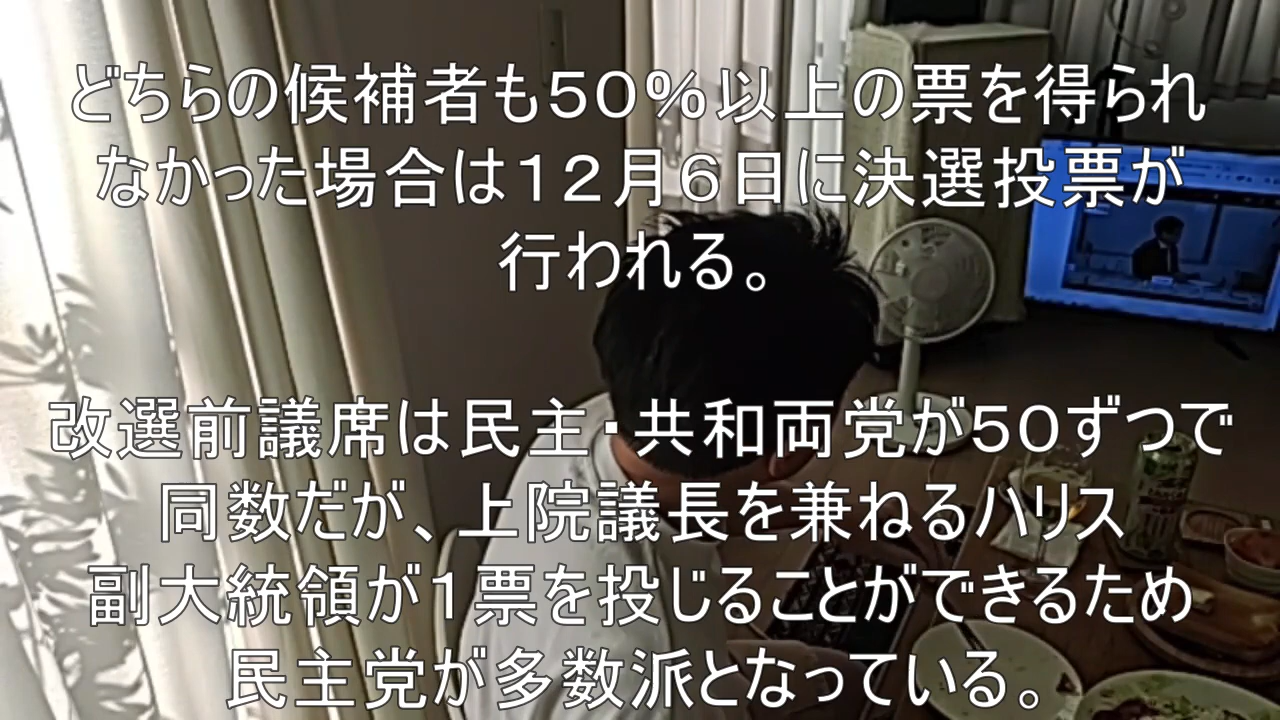 どちらの候補者も５０％以上の票を得られ
なかった場合は１２月６日に決選投票が
行われる。
改選前議席は民主・共和両党が５０ずつで
同数だが、上院議長を兼ねるハリス
副大統領が１票を投じることができるため
民主党が多数派となっている。